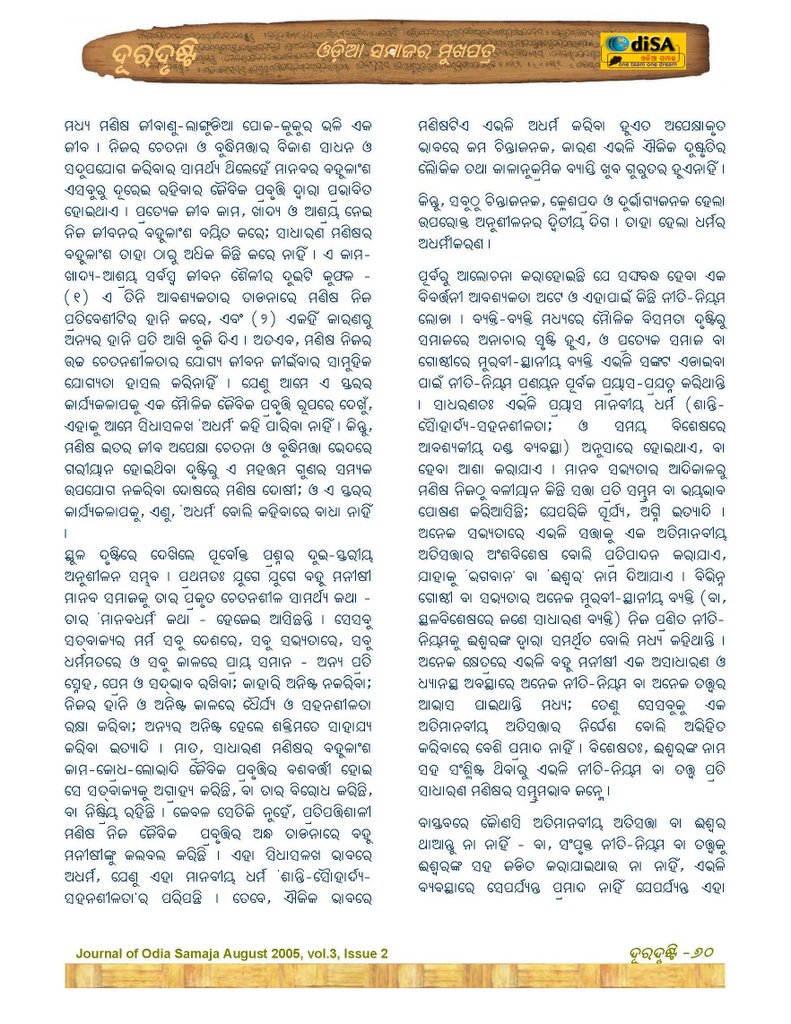 ଦୂରଦୃଷ୍ଟି
ଓଡ଼ିଆ ସମାଜର ମୁଖପତ୍ର
OdiSA
ଓଡ଼ିଆ ସମାଜ
one team one dream
ମଧ୍ୟ ମଣିଷ ଜୀବାଣୁ-ଲାଙ୍ଗୁଡିଆ ପୋକ-କୁକୁର ଭଳି ଏକ
ଜୀବ । ନିଜର ଚେତନା ଓ ବୁଦ୍ଧିମତ୍ତାର ବିକାଶ ସାଧନ ଓ
ସଦୁପଯୋଗ କରିବାର ସାମର୍ଥ୍ୟ ଥିଲେହେଁ ମାନବର ବହୁଳାଂଶ
ଏସବୁରୁ ଦୂରେଇ ରହିବାର ଜୈବିକ ପ୍ରବୃତ୍ତି ଦ୍ୱାରା ପ୍ରଭାବିତ
ହୋଇଥାଏ । ପ୍ରତ୍ୟେକ ଜୀବ କାମ, ଖାଦ୍ୟ ଓ ଆଶ୍ରୟ ନେଇ
ନିଜ ଜୀବନର ବହୁଳାଂଶ ବ୍ୟୟିତ କରେ; ସାଧାରଣ ମଣିଷର
ବହୁଳାଂଶ ତାହା ଠାରୁ ଅଧିକ କିଛି କରେ ନାହିଁ । ଏ କାମ-
ଖାଦ୍ୟ-ଆଶ୍ରୟ ସର୍ବସ୍ୱ ଜୀବନ ଶୈଳୀର ଦୁଇଟି କୁଫଳ -
(୧) ଏ ତିନି ଆବଶ୍ୟକତାର ତାଡନାରେ ମଣିଷ ନିଜ
ପ୍ରତିବେଶୀଟିର ହାନି କରେ, ଏବଂ (୨) ଏକହିଁ କାରଣରୁ
ଅନ୍ୟର ହାନି ପ୍ରତି ଆଖି ବୁଜି ଦିଏ । ଅତଏବ, ମଣିଷ ନିଜର
ଉଚ୍ଚ ଚେତନଶୀଳତାର ଯୋଗ୍ୟ ଜୀବନ ଜୀଇଁବାର ସାମୁହିକ
ଯୋଗ୍ୟତା ହାସଲ କରିନାହିଁ । ଯେଣୁ ଆମେ ଏ ସ୍ତରର
କାର୍ଯ୍ୟକଳାପକୁ ଏକ ମୌଳିକ ଜୈବିକ ପ୍ରବୃତ୍ତି ରୂପରେ ଦେଖୁଁ,
ଏହାକୁ ଆମେ ସିଧାସଳଖ 'ଅଧର୍ମ' କହି ପାରିବା ନାହିଁ । କିନ୍ତୁ,
ମଣିଷ ଇତର ଜୀବ ଅପେକ୍ଷା ଚେତନା ଓ ବୁଦ୍ଧିମତ୍ତା ଭେଦରେ
ଗରୀୟାନ ହୋଇଥିବା ଦୃଷ୍ଟିରୁ ଏ ମହତ୍ତମ ଗୁଣର ସମ୍ୟକ
ଉପଯୋଗ ନକରିବା ଦୋଷରେ ମଣିଷ ଦୋଷୀ; ଓ ଏ ସ୍ତରର
କାର୍ଯ୍ୟକଳାପକୁ, ଏଣୁ, 'ଅଧର୍ମ' ବୋଲି କହିବାରେ ବାଧା ନାହିଁ
।
ସ୍ଥୂଳ ଦୃଷ୍ଟିରେ ଦେଖିଲେ ପୂର୍ବୋକ୍ତ ପ୍ରଶ୍ନର ଦୁଇ-ସ୍ତରୀୟ
ଅନୁଶୀଳନ ସମ୍ଭବ । ପ୍ରଥମତଃ ଯୁଗେ ଯୁଗେ ବହୁ ମନୀଷୀ
ମାନବ ସମାଜକୁ ତାର ପ୍ରକୃତ ଚେତନଶୀଳ ସାମର୍ଥ୍ୟ କଥା -
ତାର 'ମାନବଧର୍ମ' କଥା - ହେଜେଇ ଆସିଛନ୍ତି । ସେସବୁ
ସତ୍‌ବାକ୍ୟର ମର୍ମ ସବୁ ଦେଶରେ, ସବୁ ସଭ୍ୟତାରେ, ସବୁ
ଧର୍ମମତରେ ଓ ସବୁ କାଳରେ ପ୍ରାୟ ସମାନ - ଅନ୍ୟ ପ୍ରତି
ସ୍ନେହ, ପ୍ରେମ ଓ ସଦ୍‌ଭାବ ରଖିବା; କାହାରି ଅନିଷ୍ଟ ନକରିବା;
ନିଜର ହାନି ଓ ଅନିଷ୍ଟ କାଳରେ ଧୈର୍ଯ୍ୟ ଓ ସହନଶୀଳତା
ରକ୍ଷା କରିବା; ଅନ୍ୟର ଅନିଷ୍ଟ ହେଲେ ଶକ୍ତିମତେ ସାହାଯ୍ୟ
କରିବା ଇତ୍ୟାଦି । ମାତ୍ର, ସାଧାରଣ ମଣିଷର ବହୁଳାଂଶ
କାମ-କ୍ରୋଧ-ଲୋଭାଦି ଜୈବିକ ପ୍ରବୃତ୍ତିର ବଶବର୍ତ୍ତୀ ହୋଇ
ସେ ସତ୍‌ବାକ୍ୟକୁ ଅଗ୍ରାହ୍ୟ କରିଛି, ବା ତାର ବିରୋଧ କରିଛି,
ବା ନିଷ୍କ୍ରିୟ ରହିଛି । କେବଳ ସେତିକି ନୁହେଁ, ପ୍ରତିପତ୍ତିଶାଳୀ
ମଣିଷ ନିଜ ଜୈବିକ ପ୍ରବୃତ୍ତିର ଅନ୍ଧ ତାଡନାରେ ବହୁ
ମନୀଷୀଙ୍କୁ କଲବଲ କରିଛି । ଏହା ସିଧାସଳଖ ଭାବରେ
ଅଧର୍ମ, ଯେଣୁ ଏହା ମାନବୀୟ ଧର୍ମ 'ଶାନ୍ତି-ସୌହାର୍ଦ୍ୟ-
ସହନଶୀଳତା'ର ପରିପନ୍ଥି । ତେବେ, ଐକିକ ଭାବରେ
ମଣିଷଟିଏ ଏଭଳି ଅଧର୍ମ କରିବା ହୁଏତ ଅପେକ୍ଷାକୃତ
ଭାବରେ କମ ଚିନ୍ତାଜନକ, କାରଣ ଏଭଳି ଐକିକ ଦୁଷ୍କୃତିର
ଲୌକିକ ତଥା କାଳାନୁକ୍ରମିକ ବ୍ୟାପ୍ତି ଖୁବ ଗୁରୁତର ହୁଏନାହିଁ ।
କିନ୍ତୁ, ସବୁଠୁ ଚିନ୍ତାଜନକ, କ୍ଳେଶପ୍ରଦ ଓ ଦୁର୍ଭାଗ୍ୟଜନକ ହେଲା
ଉପରୋକ୍ତ ଅନୁଶୀଳନର ଦ୍ୱିତୀୟ ଦିଗ । ତାହା ହେଲା ଧର୍ମର
ଅଧର୍ମୀକରଣ ।
ପୂର୍ବରୁ ଆଲୋଚନା କରାହୋଇଛି ଯେ ସଙ୍ଘବଦ୍ଧ ହେବା ଏକ
ବିବର୍ତ୍ତନୀ ଆବଶ୍ୟକତା ଅଟେ ଓ ଏହାପାଇଁ କିଛି ନୀତି-ନିୟମ
ଲୋଡା । ବ୍ୟକ୍ତି-ବ୍ୟକ୍ତି ମଧ୍ୟରେ ମୌଳିକ ବିସମତା ଦୃଷ୍ଟିରୁ
ସମାଜରେ ଅନାଚାର ସୃଷ୍ଟି ହୁଏ, ଓ ପ୍ରତ୍ୟେକ ସମାଜ ବା
ଗୋଷ୍ଠୀରେ ମୁରବୀ-ସ୍ଥାନୀୟ ବ୍ୟକ୍ତି ଏଭଳି ସଙ୍କଟ ଏଡାଇବା
ପାଇଁ ନୀତି-ନିୟମ ପ୍ରଣୟନ ପୂର୍ବକ ପ୍ରୟାସ-ପ୍ରଯତ୍ନ କରିଥାନ୍ତି
। ସାଧରଣତଃ ଏଭଳି ପ୍ରୟାସ ମାନବୀୟ ଧର୍ମ (ଶାନ୍ତି-
ସୌହାର୍ଦ୍ୟ-ସହନଶୀଳତା; ଓ ସମୟ ବିଶେଷରେ
ଆବଶ୍ୟକୀୟ ଦଣ୍ଡ ବ୍ୟବସ୍ଥା) ଅନୁସାରେ ହୋଇଥାଏ, ବା
ହେବା ଆଶା କରାଯାଏ । ମାନବ ସଭ୍ୟତାର ଆଦିକାଳରୁ
ମଣିଷ ନିଜଠୁ ବଳୀୟାନ କିଛି ସତ୍ତା ପ୍ରତି ସମ୍ଭ୍ରମ ବା ଭୟଭାବ
ପୋଷଣ କରିଆସିଛି; ଯେପରିକି ସୂର୍ଯ୍ୟ, ଅଗ୍ନି ଇତ୍ୟାଦି ।
ଅନେକ ସଭ୍ୟତାରେ ଏଭଳି ସତ୍ତାକୁ ଏକ ଅତିମାନବୀୟ
ଅତିସତ୍ତାର ଅଂଶବିଶେଷ ବୋଲି ପ୍ରତିପାଦନ କରାଯାଏ,
ଯାହାକୁ 'ଭଗବାନ' ବା 'ଈଶ୍ୱର' ନାମ ଦିଆଯାଏ । ବିଭିନ୍ନ
ଗୋଷ୍ଠୀ ବା ସଭ୍ୟତାର ଅନେକ ମୁରବୀ-ସ୍ଥାନୀୟ ବ୍ୟକ୍ତି (ବା,
ସ୍ଥଳବିଶେଷରେ ଜଣେ ସାଧାରଣ ବ୍ୟକ୍ତି) ନିଜ ପ୍ରଣିତ ନୀତି-
ନିୟମକୁ ଈଶ୍ୱରଙ୍କ ଦ୍ୱାରା ସମର୍ଥିତ ବୋଲି ମଧ୍ୟ କହିଥାନ୍ତି ।
ଅନେକ କ୍ଷେତ୍ରରେ ଏଭଳି ବହୁ ମନୀଷୀ ଏକ ଅସାଧାରଣ ଓ
ଧ୍ୟାନସ୍ଥ ଅବସ୍ଥାରେ ଅନେକ ନୀତି-ନିୟମ ବା ଅନେକ ତତ୍ତ୍ୱର
ଆଭାସ ପାଇଥାନ୍ତି ମଧ୍ୟ; ତେଣୁ ସେସବୁକୁ ଏକ
ଅତିମାନବୀୟ ଅତିସତ୍ତାର ନିର୍ଦ୍ଦେଶ ବୋଲି ଅଭିହିତ
କରିବାରେ ବେଶି ପ୍ରମାଦ ନାହିଁ । ବିଶେଷତଃ, ଈଶ୍ୱରଙ୍କ ନାମ
ସହ ସଂଶ୍ଳିଷ୍ଟ ଥିବାରୁ ଏଭଳି ନୀତି-ନିୟମ ବା ତତ୍ତ୍ୱ ପ୍ରତି
ସାଧାରଣ ମଣିଷର ସମ୍ଭ୍ରମଭାବ ଜନ୍ମେ ।
ବାସ୍ତବରେ କୌଣସି ଅତିମାନବୀୟ ଅତିସତ୍ତା ବା ଈଶ୍ୱର
ଥାଆନ୍ତୁ ନା ନାହିଁ - ବା, ସଂପୃକ୍ତ ନୀତି-ନିୟମ ବା ତତ୍ତ୍ୱକୁ
ଈଶ୍ୱରଙ୍କ ସହ ଜଡିତ କରାଯାଇଥାଉ ନା ନାହିଁ, ଏଭଳି
ବ୍ୟବସ୍ଥାରେ ସେପର୍ଯ୍ୟନ୍ତ ପ୍ରମାଦ ନାହିଁ ଯେପର୍ଯ୍ୟନ୍ତ ଏହା
Journal of Odia Samaja August 2005, vol.3, Issue 2
ଦୂରଦୃଷ୍ଟି -୬୦